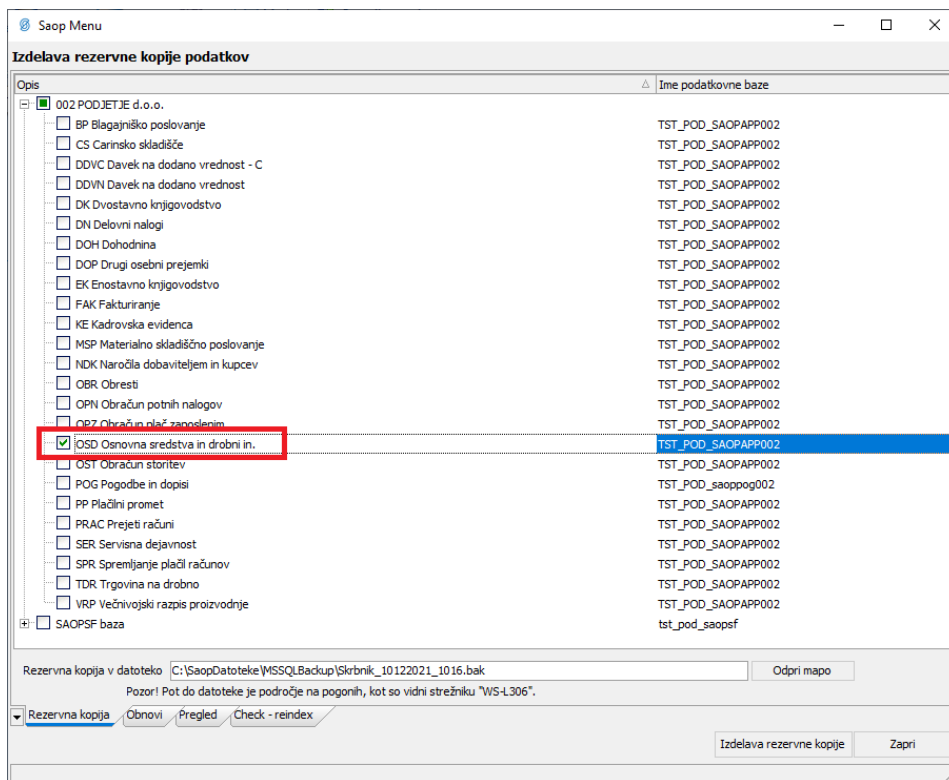 Saop Menu
Izdelava rezervne kopije podatkov
Opis Ime podatkovne baze
002 PODJETJE d.o.o.
BP Blagajniško poslovanje TST_POD_SAOPAPP002
CS Carinsko skladišče TST_POD_SAOPAPP002
DDVC Davek na dodano vrednost - C TST_POD_SAOPAPP002
DDVN Davek na dodano vrednost TST_POD_SAOPAPP002
DK Dvostavno knjigovodstvo TST_POD_SAOPAPP002
DN Delovni nalogi TST_POD_SAOPAPP002
DOH Dohodnina TST_POD_SAOPAPP002
DOP Drugi osebni prejemki TST_POD_SAOPAPP002
EK Enostavno knjigovodstvo TST_POD_SAOPAPP002
FAK Fakturiranje TST_POD_SAOPAPP002
KE Kadrovska evidenca TST_POD_SAOPAPP002
MSP Materialno skladiščno poslovanje TST_POD_SAOPAPP002
NDK Naročila dobaviteljem in kupcev TST_POD_SAOPAPP002
OBR Obresti TST_POD_SAOPAPP002
OPN Obračun potnih nalogov TST_POD_SAOPAPP002
OPZ Obračun plač zaposlenim TST_POD_SAOPAPP002
OSD Osnovna sredstva in drobni in. TST_POD_SAOPAPP002
OST Obračun storitev TST_POD_SAOPAPP002
POG Pogodbe in dopisi TST_POD_saoppog002
PP Plačilni promet TST_POD_SAOPAPP002
PRAC Prejeti računi TST_POD_SAOPAPP002
SER Servisna dejavnost TST_POD_SAOPAPP002
SPR Spremljanje plačil računov TST_POD_SAOPAPP002
TDR Trgovina na drobno TST_POD_SAOPAPP002
VRP Večnivojski razpis proizvodnje TST_POD_SAOPAPP002
SAOPSF baza tst_pod_saopsf
Rezervna kopija v datoteko C:\SaopDatoteke\MSSQLBackup\Skrbnik_10122021_1016.bak Odpri mapo
Pozor! Pot do datoteke je področje na pogonih, kot so vidni strežniku "WS-L306".
Rezervna kopija Obnovi Pregled Check - reindex
Izdelava rezervne kopije Zapri